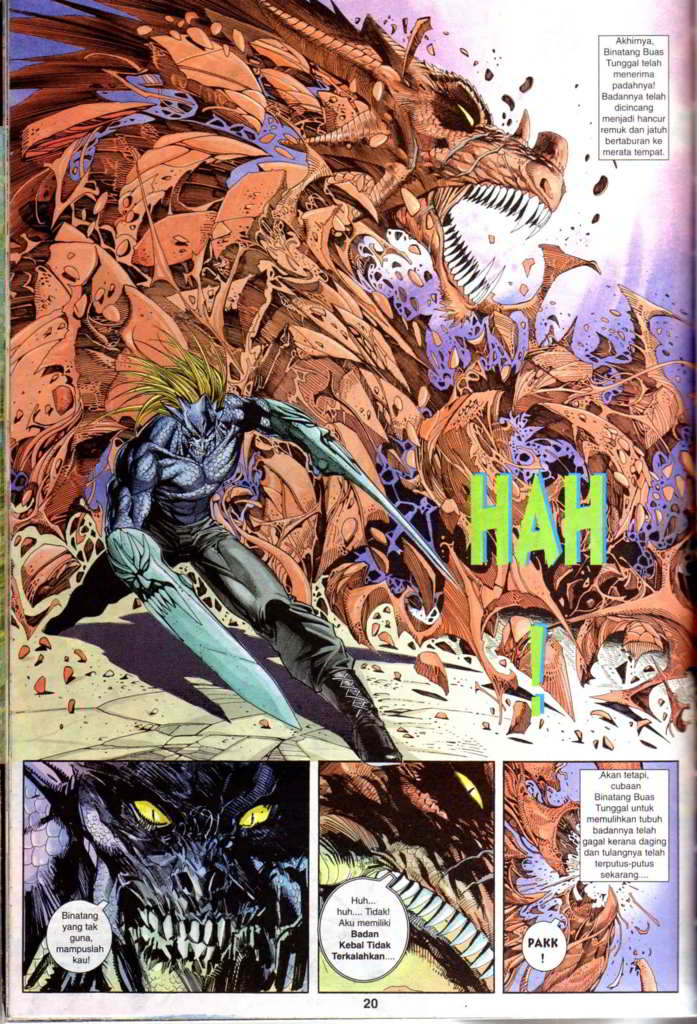 Akhirnya,
Binatang Buas
Tunggal telah
menerima
padahnya!
Badannya telah
dicincang
menjadi hancur
remuk dan jatuh
bertaburan ke
merata tempat.
HAH
!
Binatang
yang tak
guna,
mampuslah
kau!
Huh...
huh.... Tidak!
Aku memiliki
Badan
Kebal Tidak
Terkalahkan....
Akan tetapi,
cubaan
Binatang Buas
Tunggal untuk
memulihkan tubuh
badannya telah
gagal kerana daging
dan tulangnya telah
terputus-putus
sekarang....
PAKK
!
20